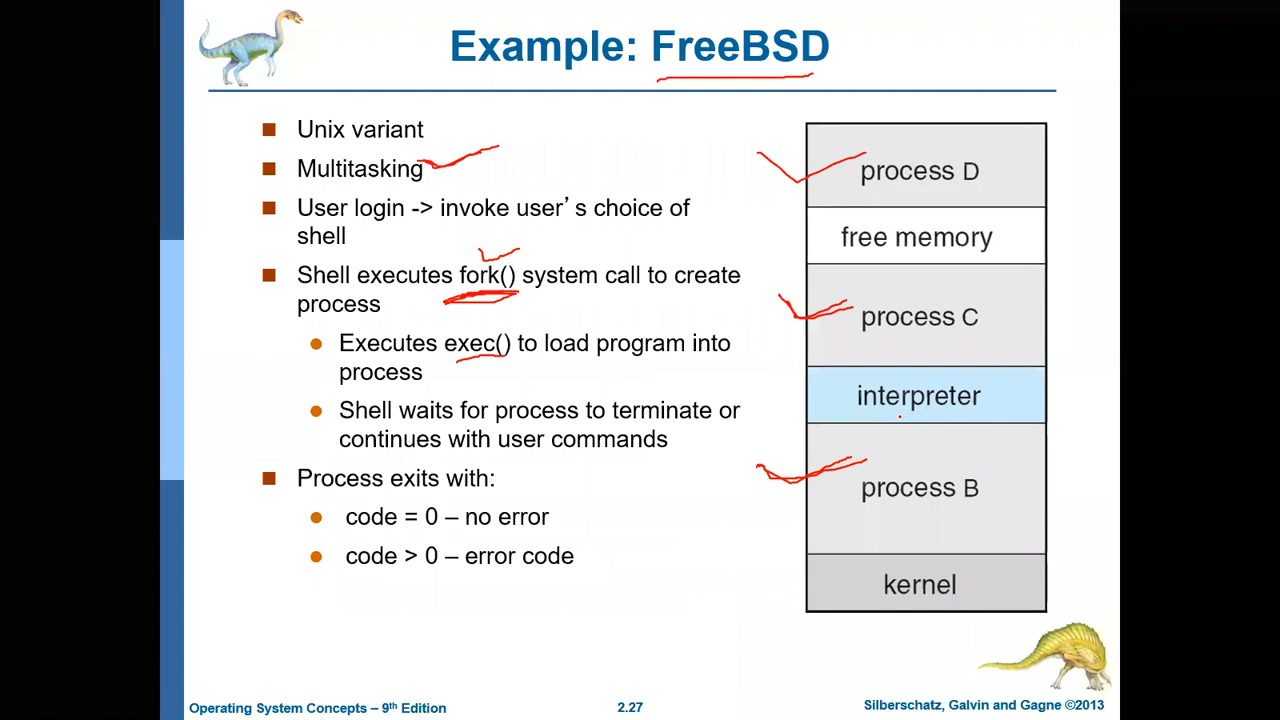 Example: FreeBSD
Unix variant
Multitasking
User login -> invoke user’s choice of
shell
Shell executes fork() system call to create
process
Executes exec() to load program into
process
Shell waits for process to terminate or
continues with user commands
Process exits with:
code = 0 – no error
code > 0 – error code
process D
free memory
process C
interpreter
process B
kernel
Operating System Concepts – 9th Edition
2.27
Silberschatz, Galvin and Gagne ©2013